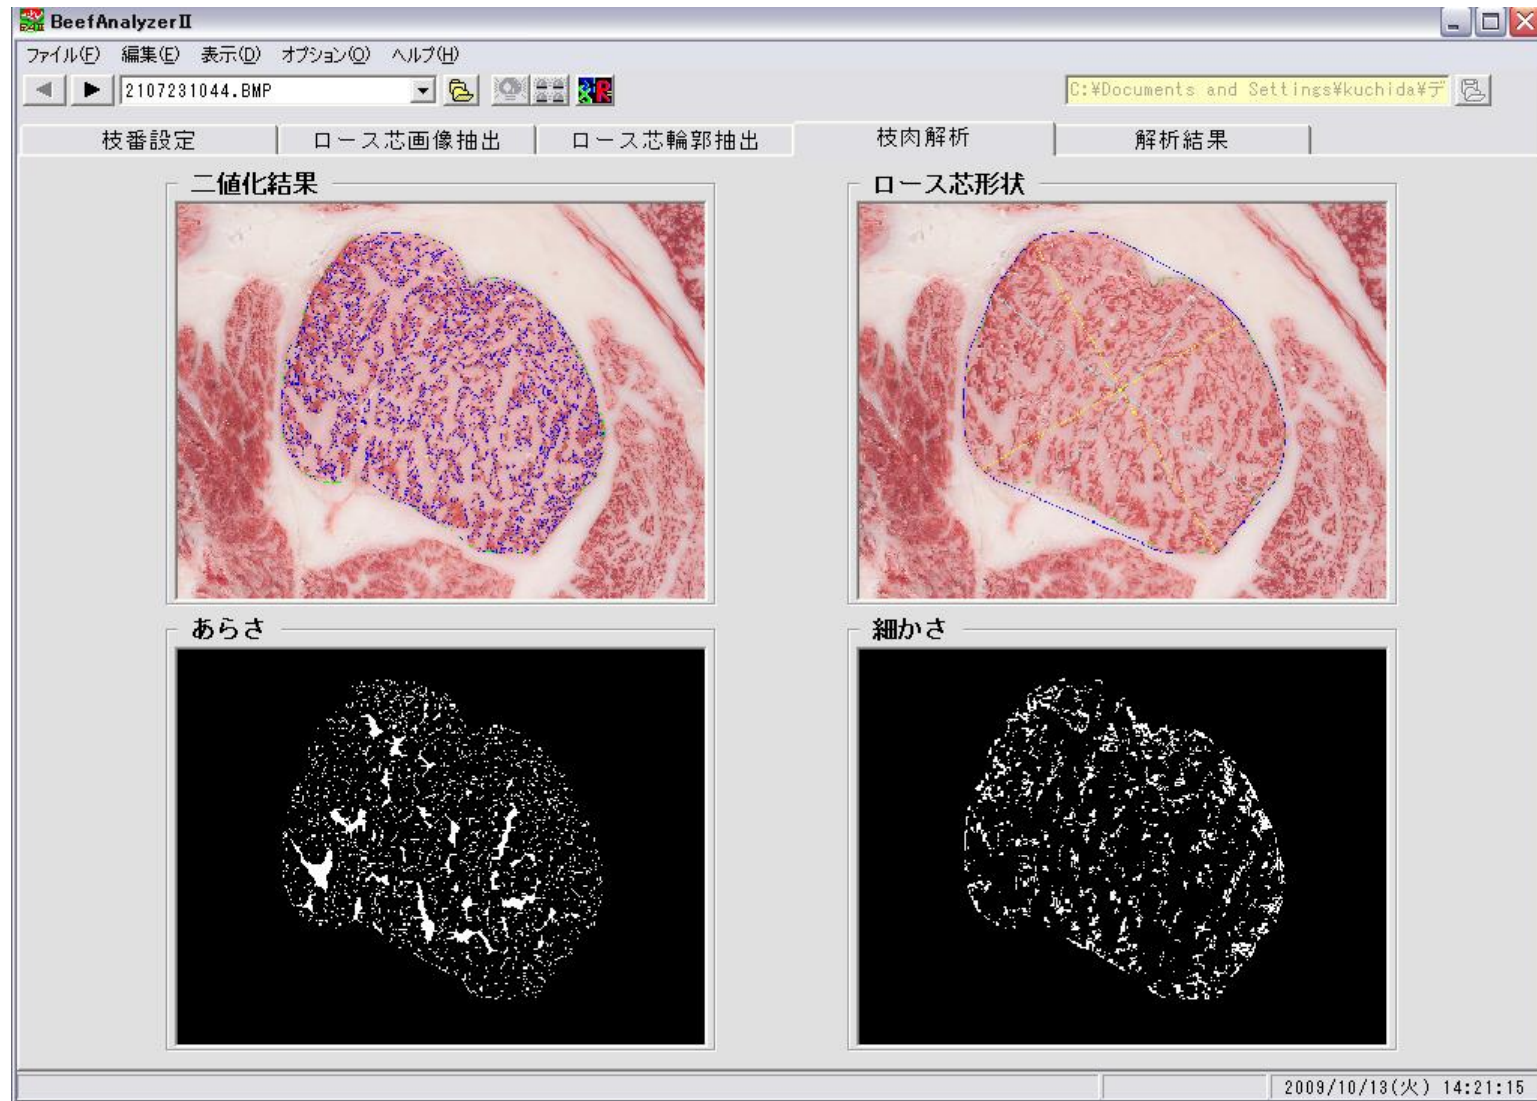 BeefAnalyzerⅡ
ファイル(F) 編集(E) 表示(D) オプション(O) ヘルプ(H)
2107231044.BMP
C:¥Documents and Settings¥kuchida¥デ
枝番設定 ロース芯画像抽出 ロース芯輪郭抽出 枝肉解析 解析結果
二値化結果 ロース芯形状
あらさ 細かさ
2009/10/13(火) 14:21:15